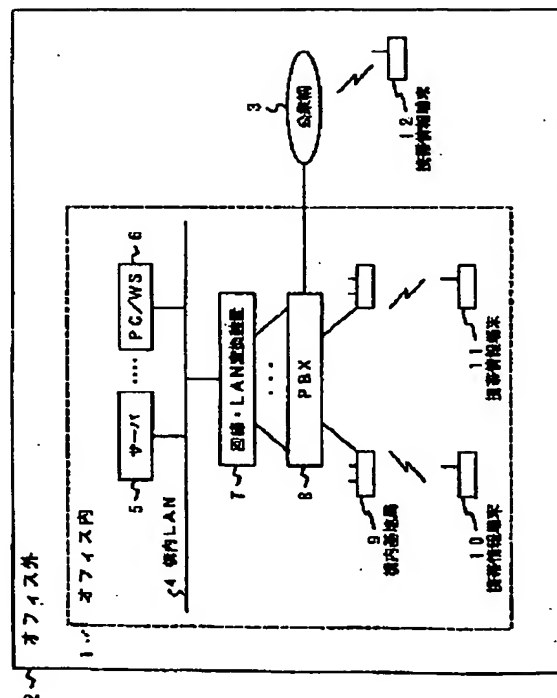 2 オフィス外
1 オフィス内
4 構内LAN
サーバ
5
....
PC/WS
6
回線・LAN変換装置
7
...
PBX
8
公衆網
3
9
構内基地局
10
携帯情報端末
11
携帯情報端末
12
携帯情報端末